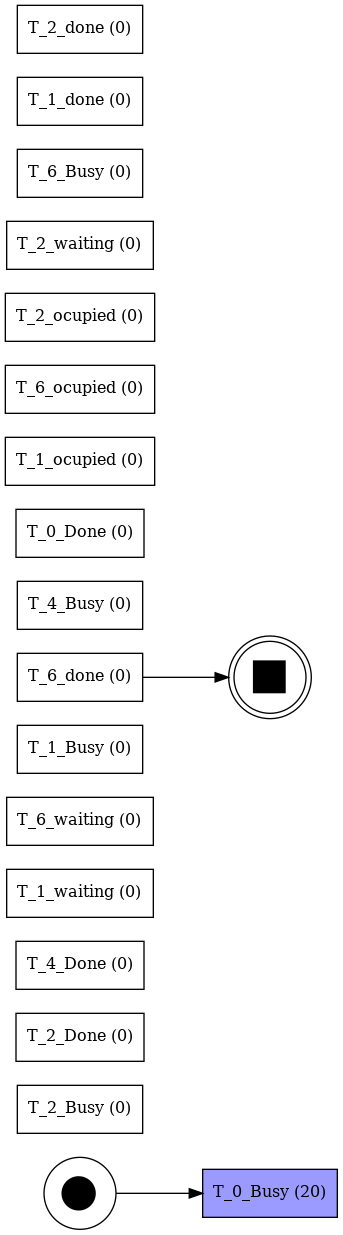 T_2_done (0)
T_1_done (0)
T_6_Busy (0)
T_2_waiting (0)
T_2_ocupied (0)
T_6_ocupied (0)
T_1_ocupied (0)
T_0_Done (0)
T_4_Busy (0)
T_6_done (0)
T_1_Busy (0)
T_6_waiting (0)
T_1_waiting (0)
T_4_Done (0)
T_2_Done (0)
T_2_Busy (0)
T_0_Busy (20)